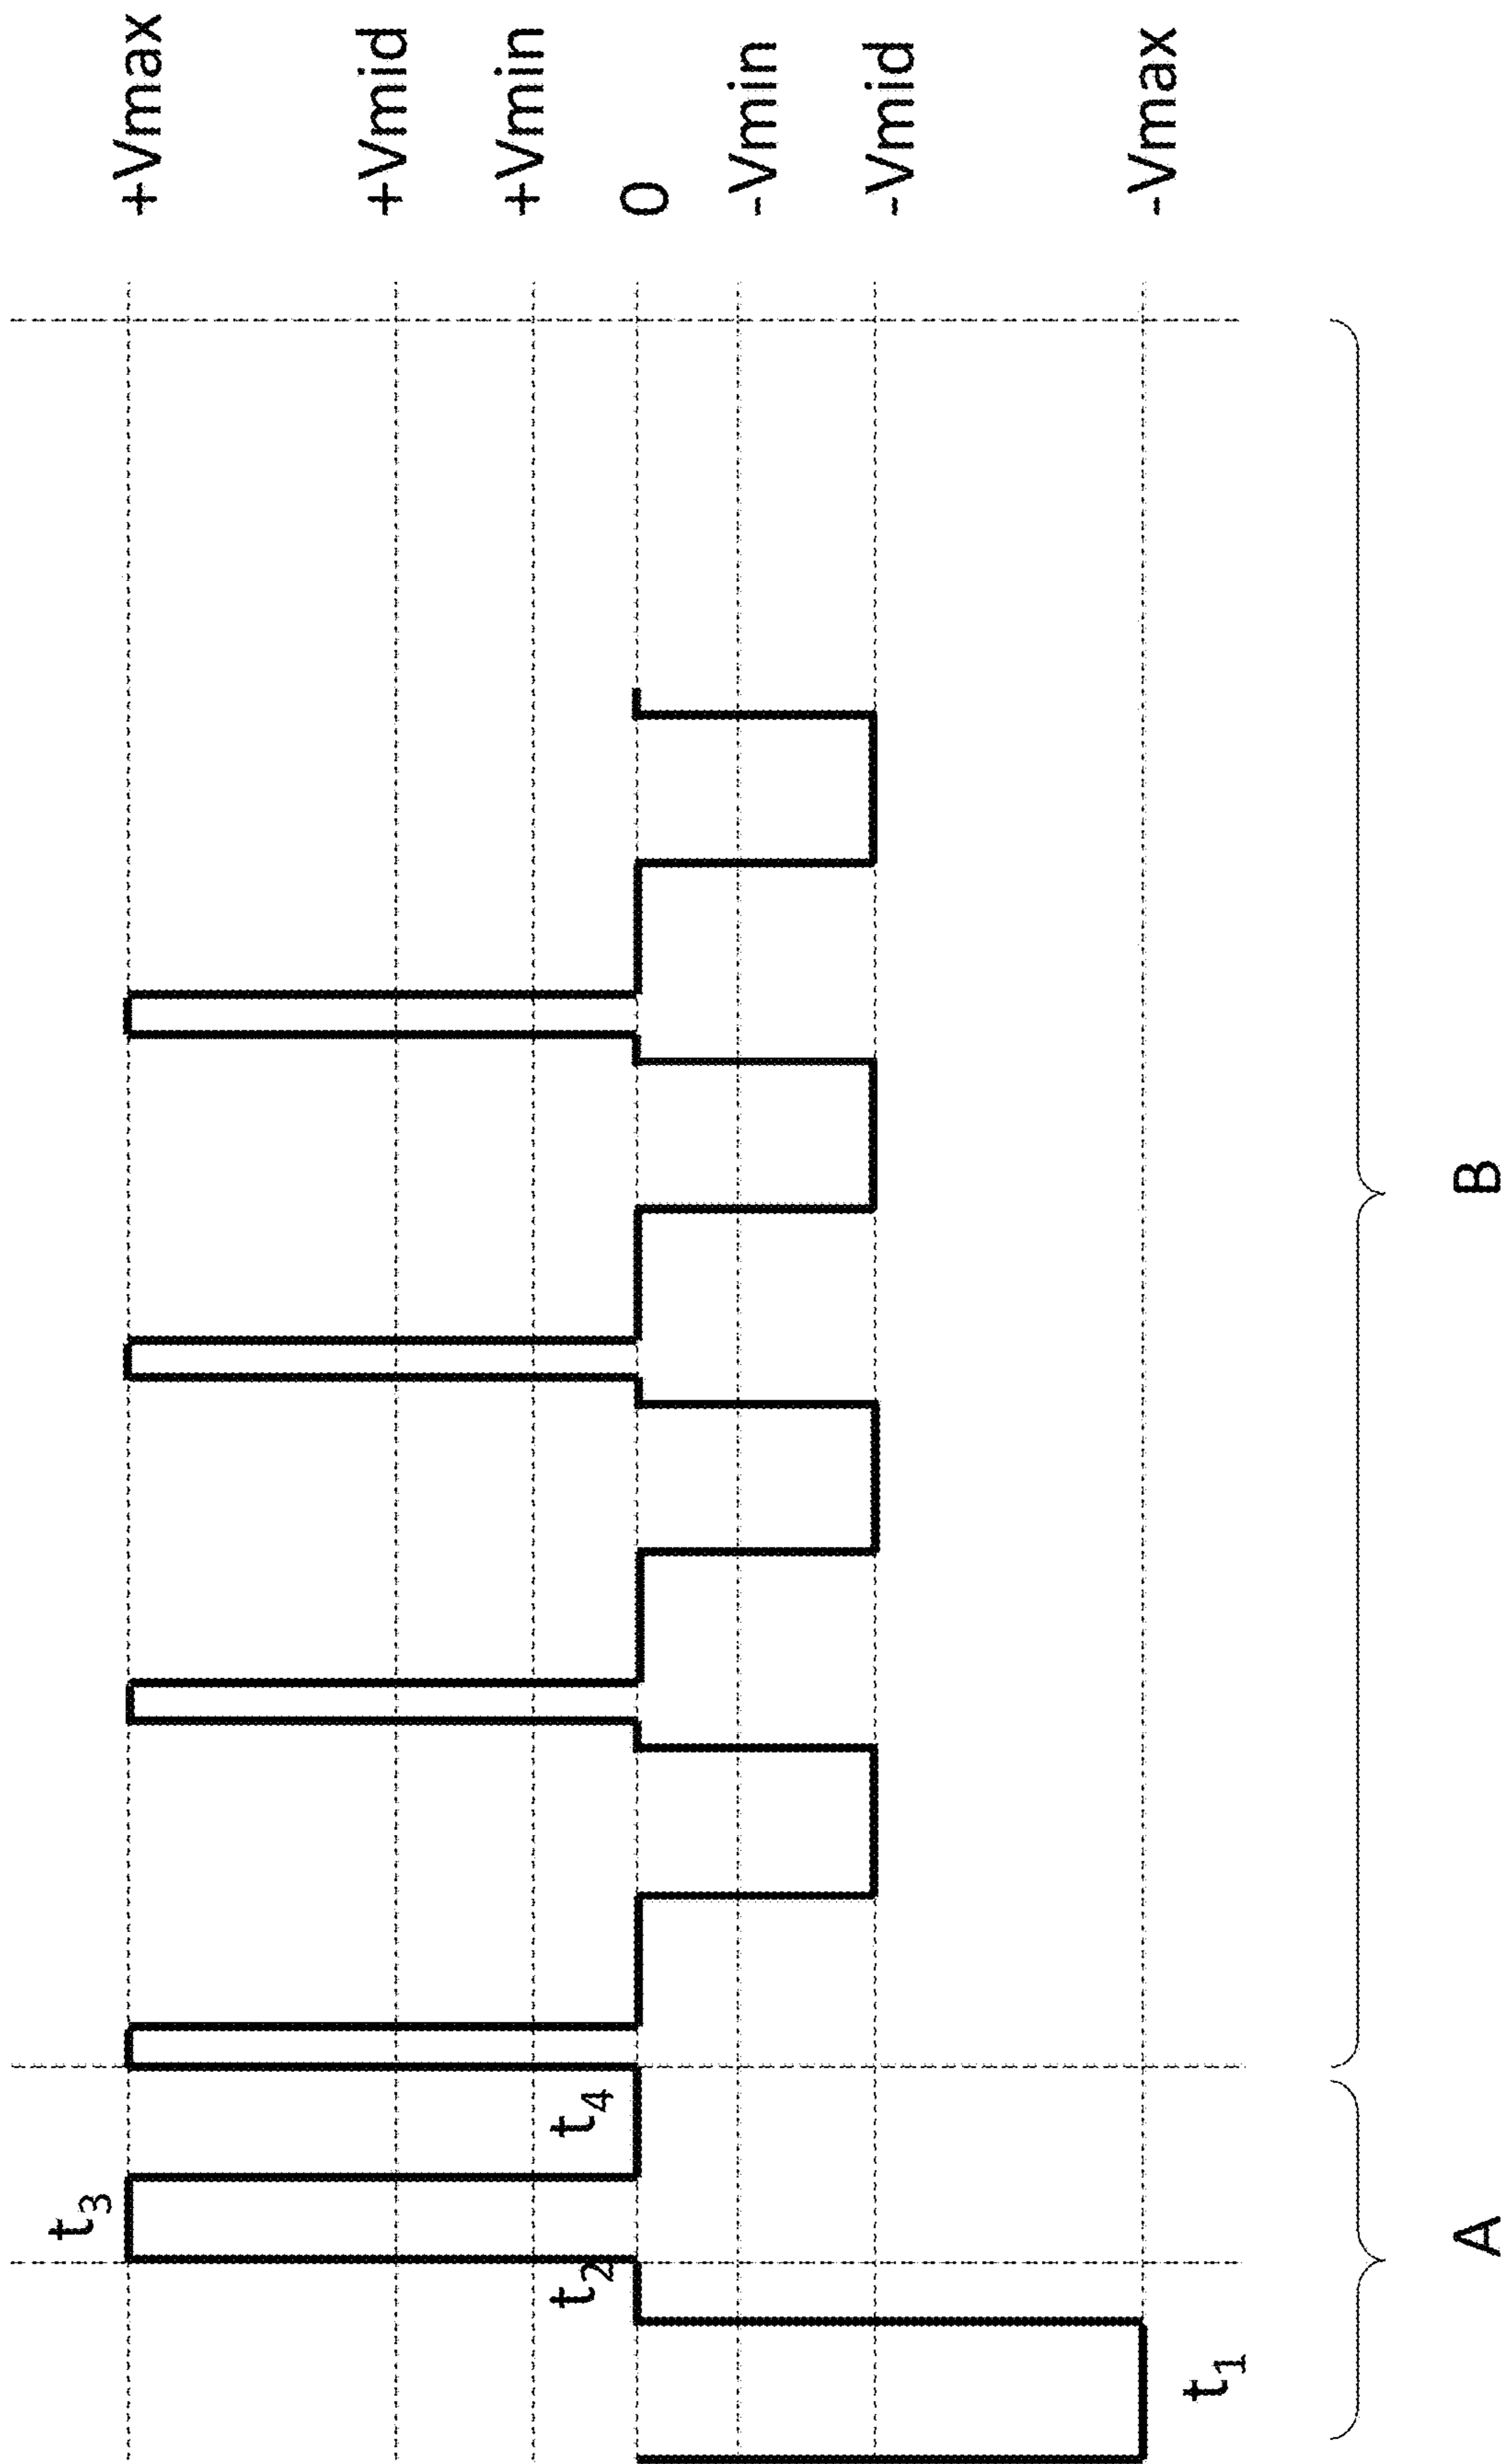 +Vmax
+Vmid
+Vmin
0
-Vmin
-Vmid
-Vmax
t₃
t₂
t₄
t₁
A
B